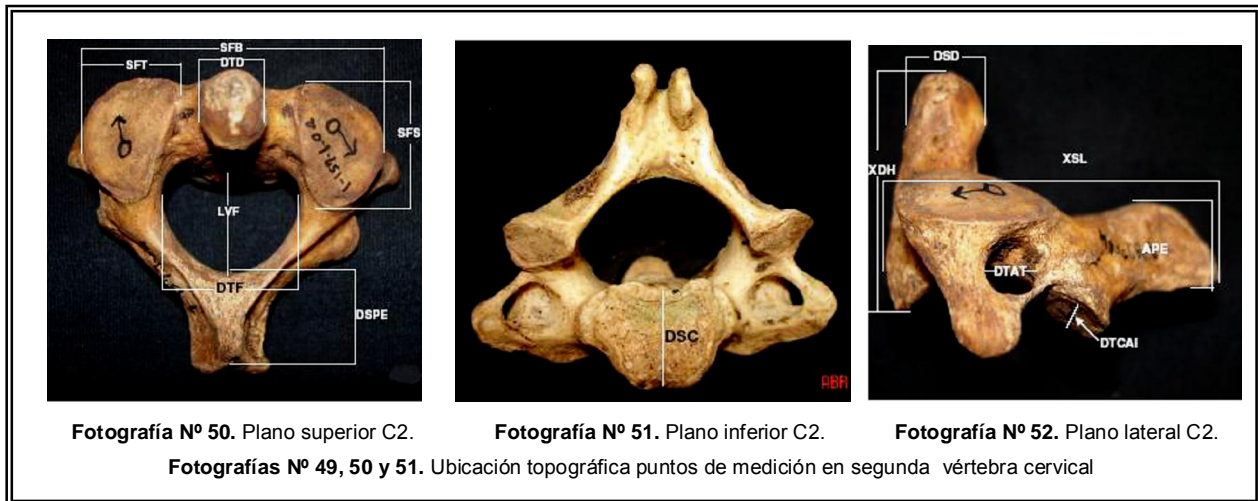 SFB
SFT
DTD
SFS
LVF
DTF
DSPE
DSC
ABR
DSD
XDH
XSL
APE
DTAT
DTCAI
Fotografía Nº 50. Plano superior C2.
Fotografía Nº 51. Plano inferior C2.
Fotografía Nº 52. Plano lateral C2.
Fotografías Nº 49, 50 y 51. Ubicación topográfica puntos de medición en segunda vértebra cervical